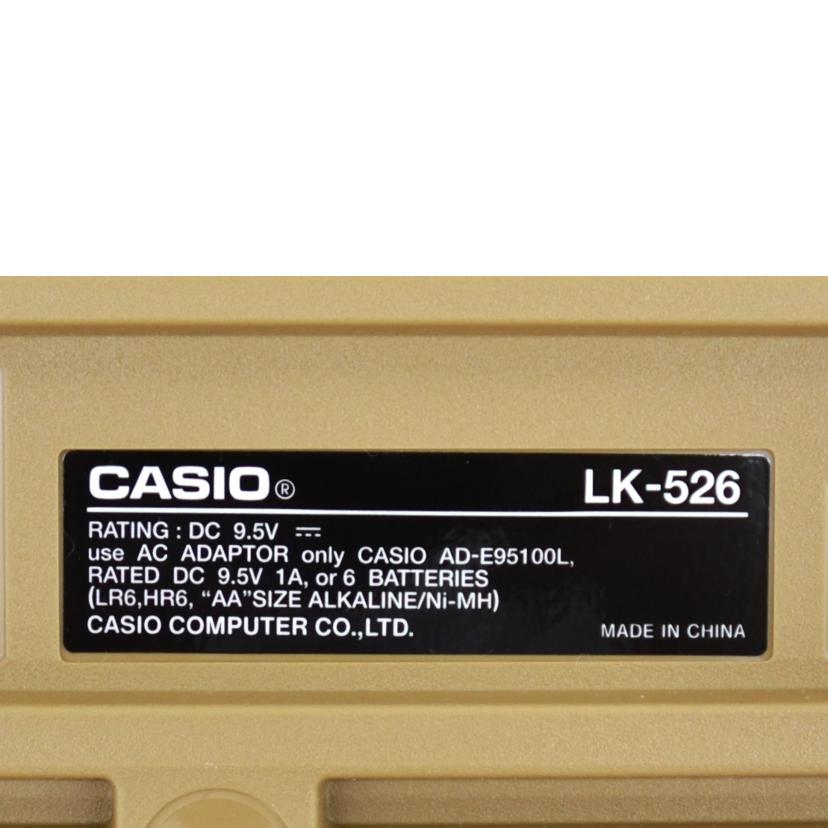 CASIO®
LK-526
RATING : DC 9.5V ⎓
use AC ADAPTOR only CASIO AD-E95100L,
RATED DC 9.5V 1A, or 6 BATTERIES
(LR6,HR6, “AA”SIZE ALKALINE/Ni-MH)
CASIO COMPUTER CO.,LTD.
MADE IN CHINA